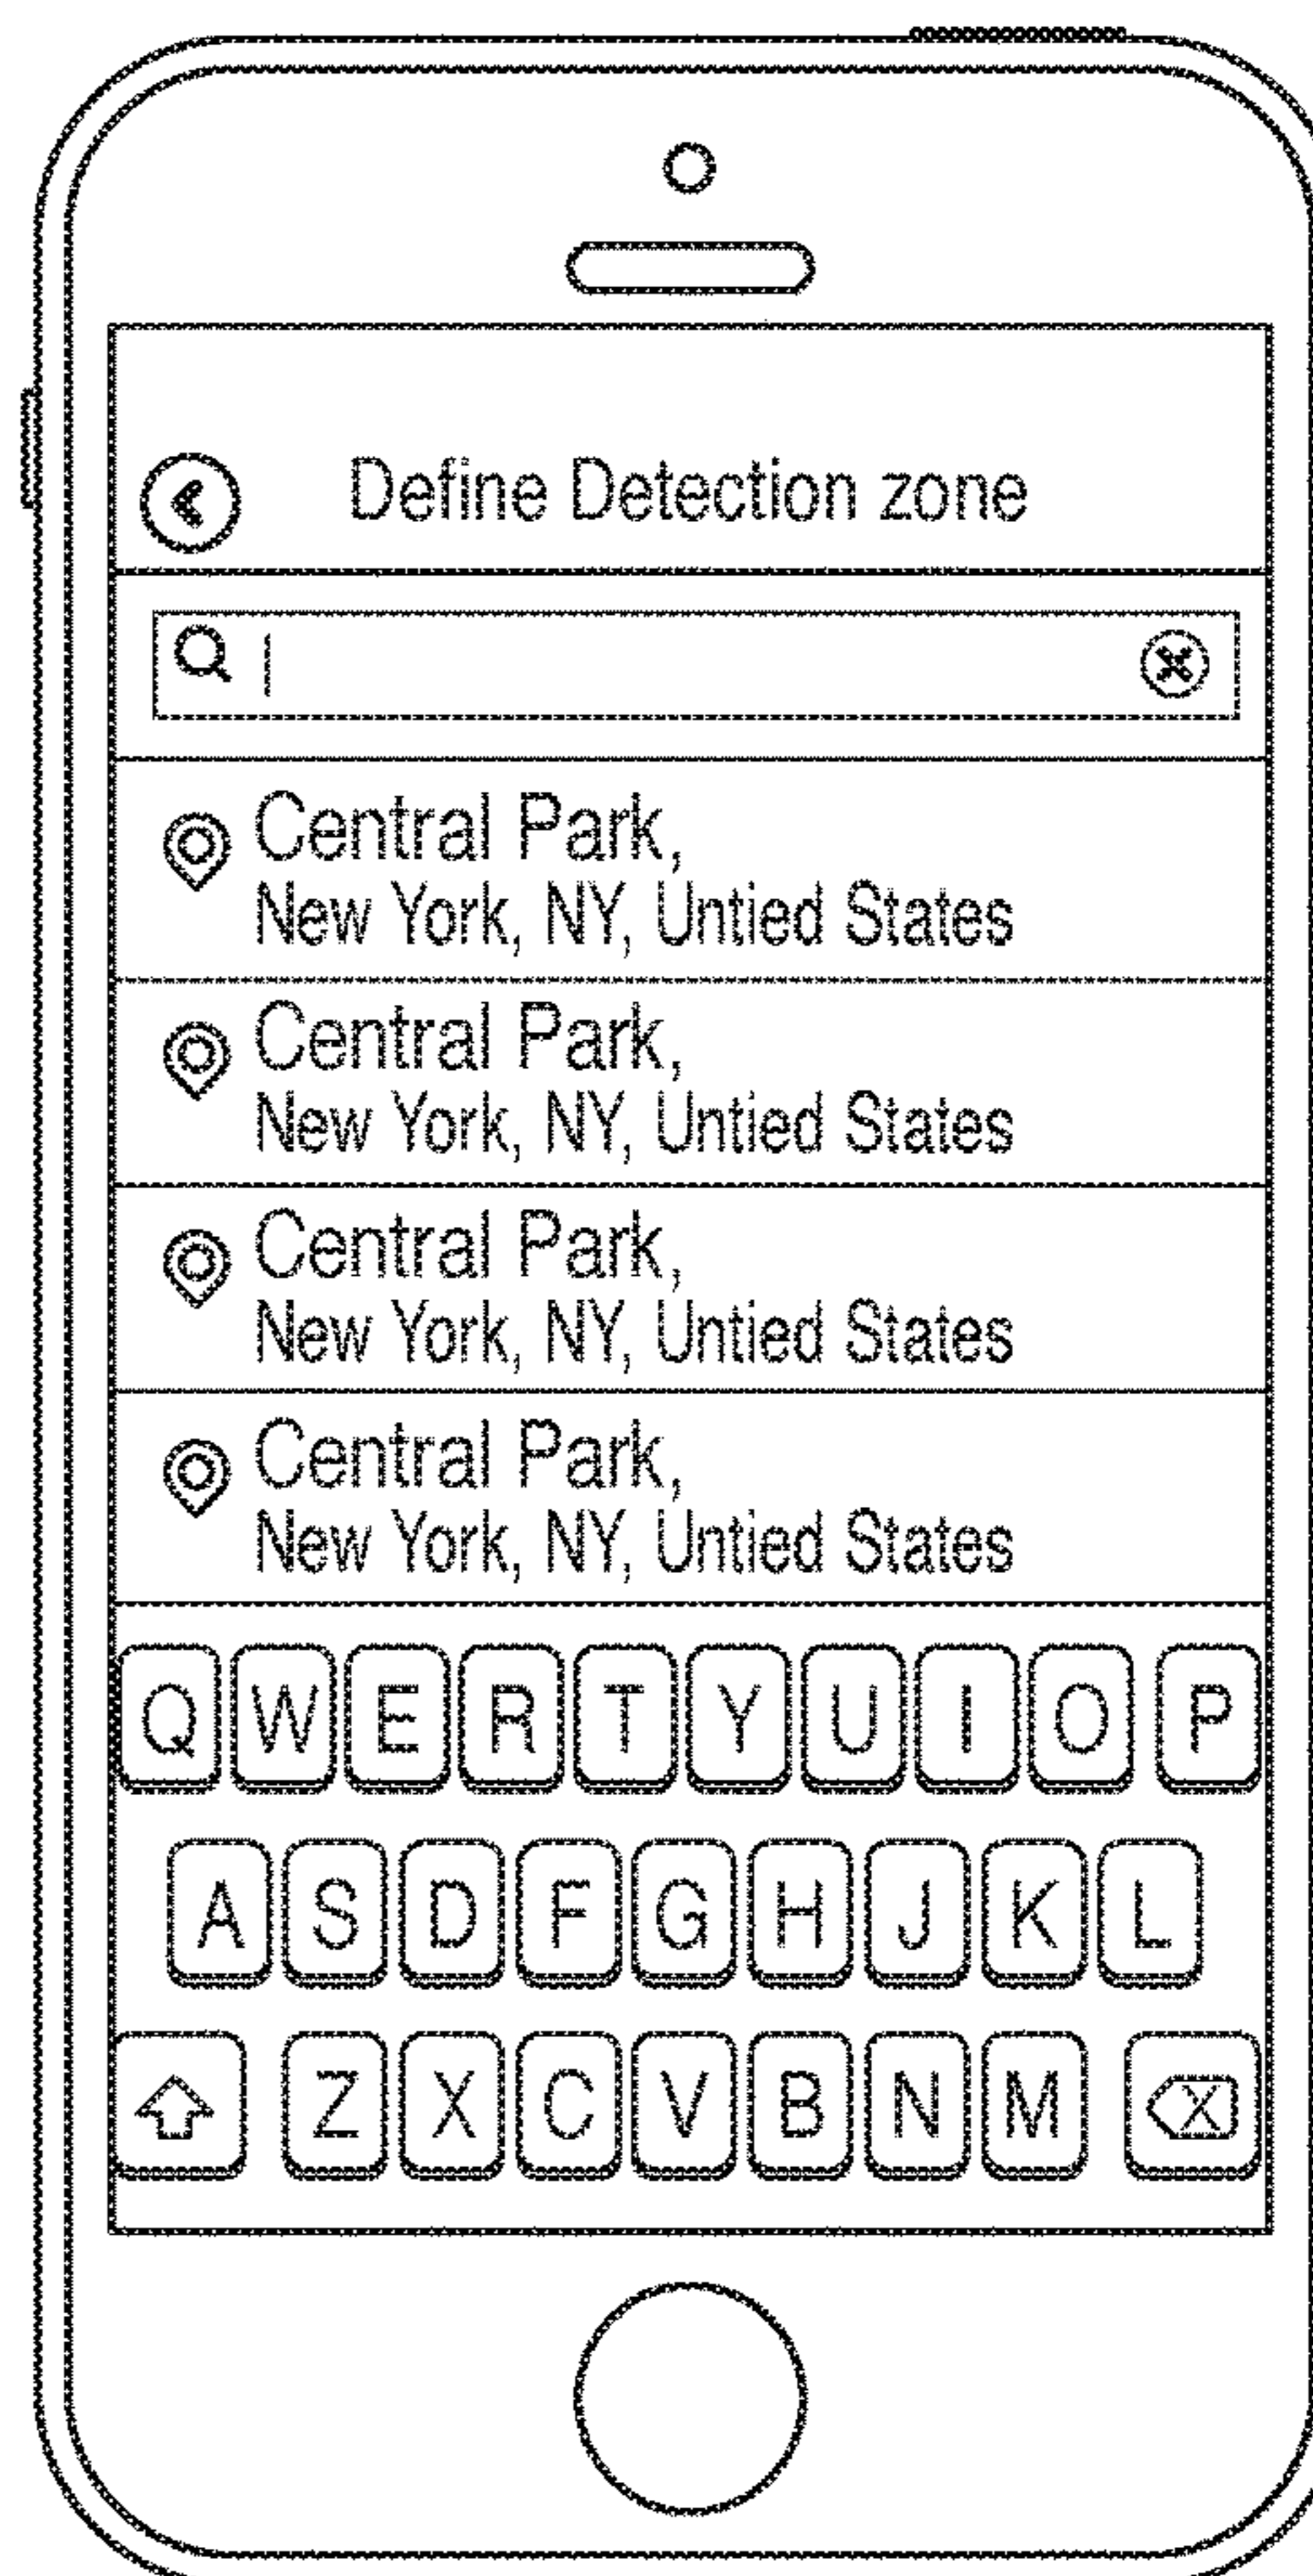 Define Detection zone
Central Park,
New York, NY, Untied States
Central Park,
New York, NY, Untied States
Central Park,
New York, NY, Untied States
Central Park,
New York, NY, Untied States
Q W E R T Y U I O P
A S D F G H J K L
Z X C V B N M